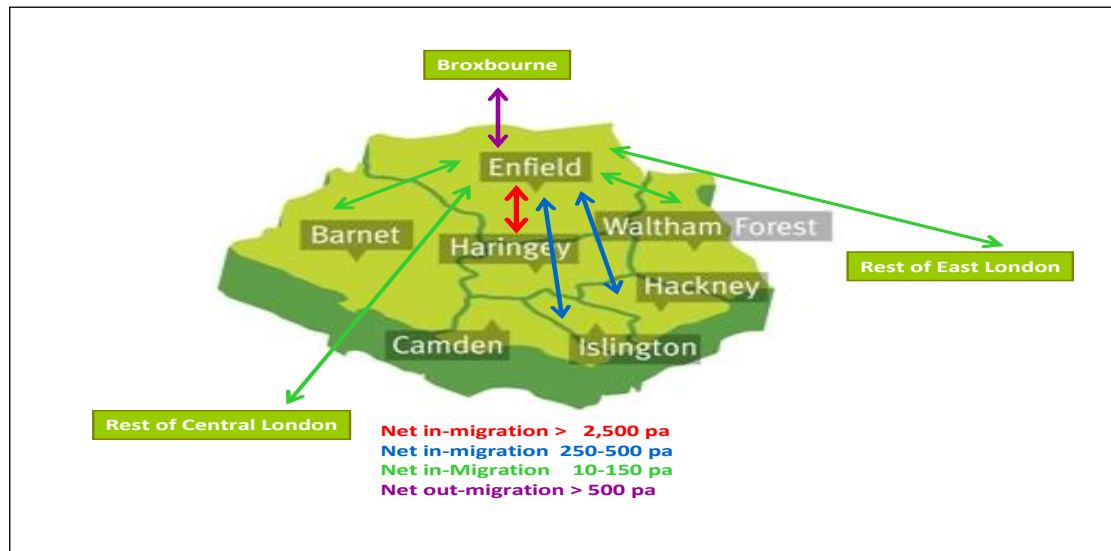 Broxbourne
Enfield
Barnet
Haringey
Waltham Forest
Rest of East London
Hackney
Camden
Islington
Rest of Central London
Net in-migration > 2,500 pa
Net in-migration 250-500 pa
Net in-Migration 10-150 pa
Net out-migration > 500 pa